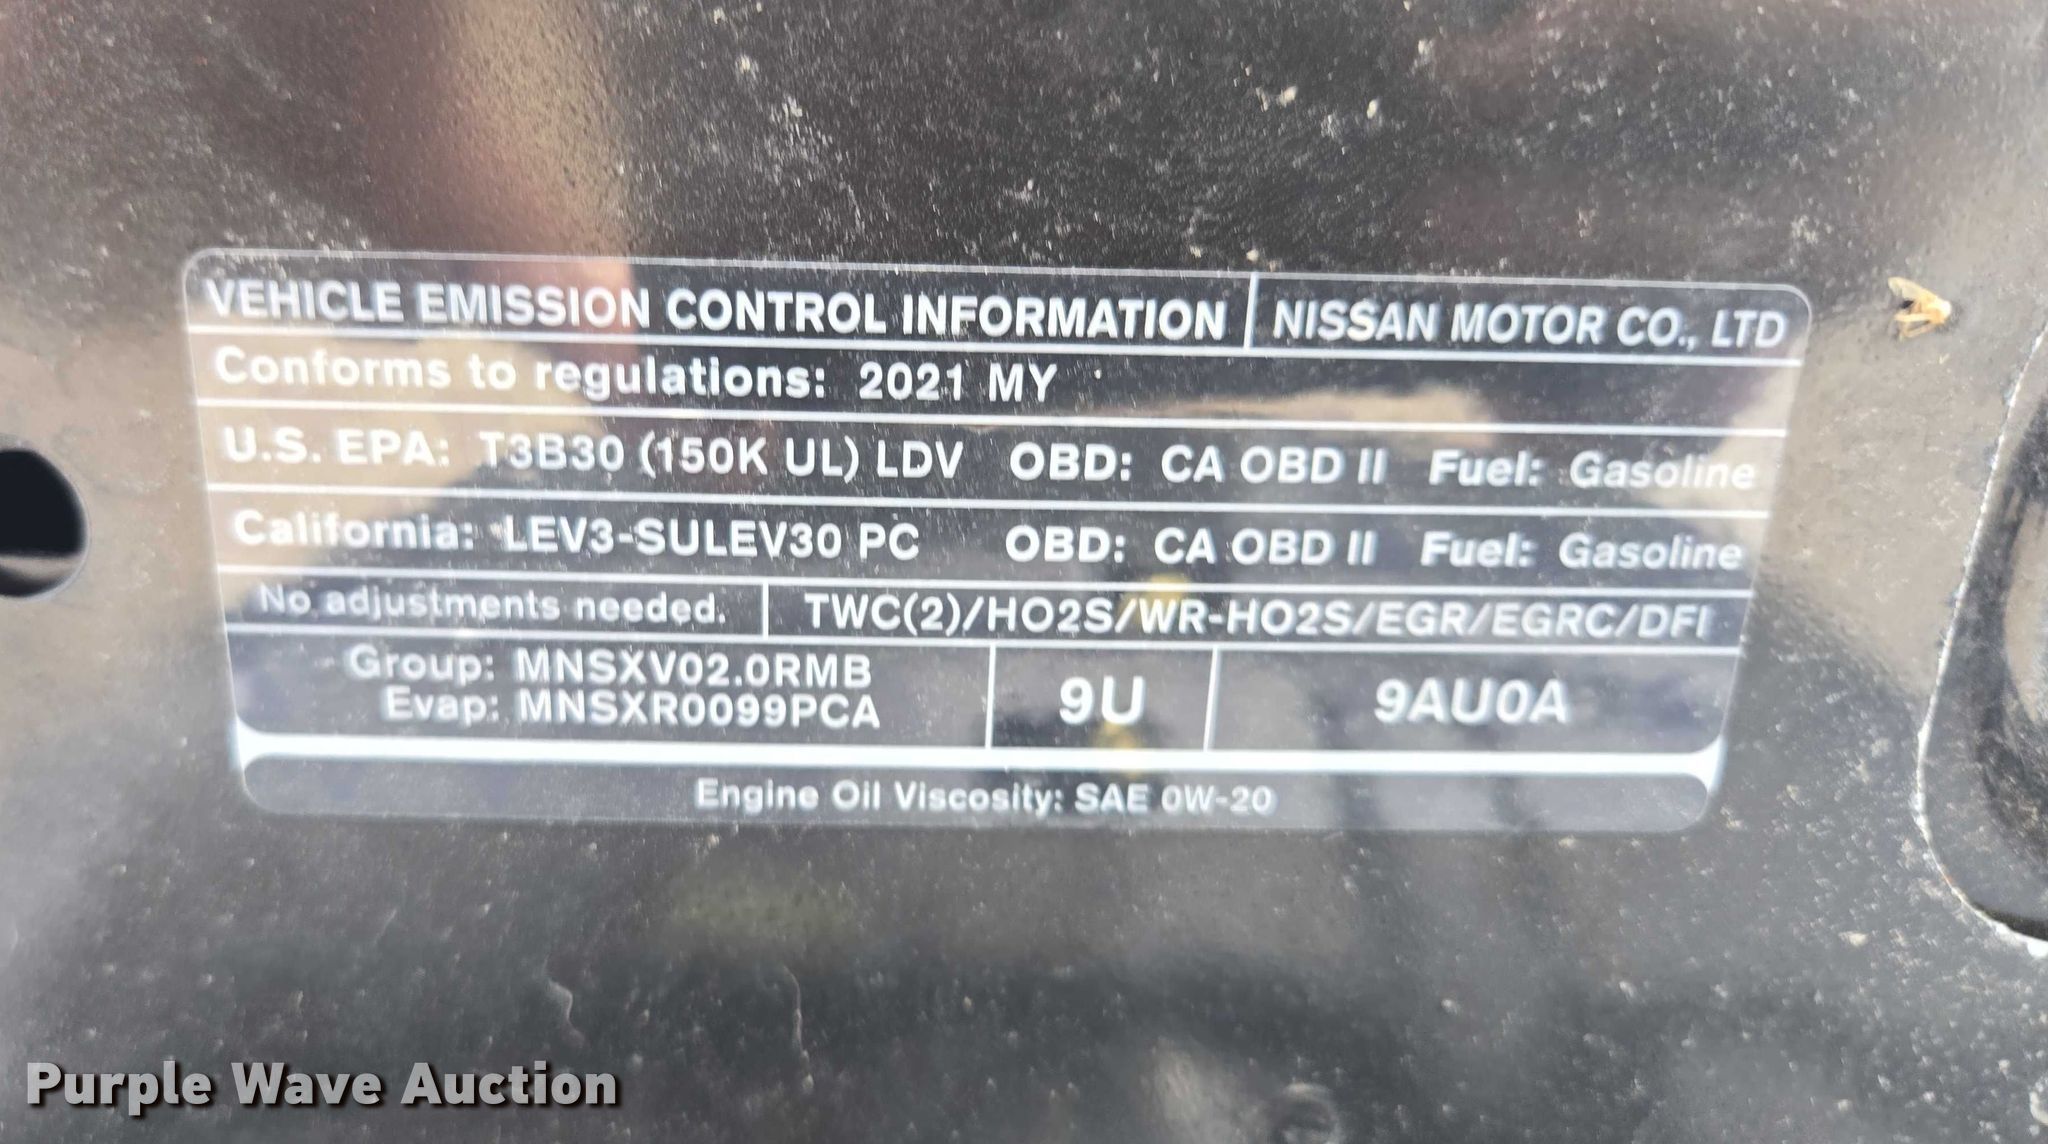 VEHICLE EMISSION CONTROL INFORMATION NISSAN MOTOR CO., LTD
Conforms to regulations: 2021 MY
U.S. EPA: T3B30 (150K UL) LDV OBD: CA OBD II Fuel: Gasoline
California: LEV3-SULEV30 PC OBD: CA OBD II Fuel: Gasoline
No adjustments needed. TWC(2)/HO2S/WR-HO2S/EGR/EGRC/DFI
Group: MNSXV02.0RMB
Evap: MNSXR0099PCA
9U
9AU0A
Engine Oil Viscosity: SAE 0W-20
Purple Wave Auction